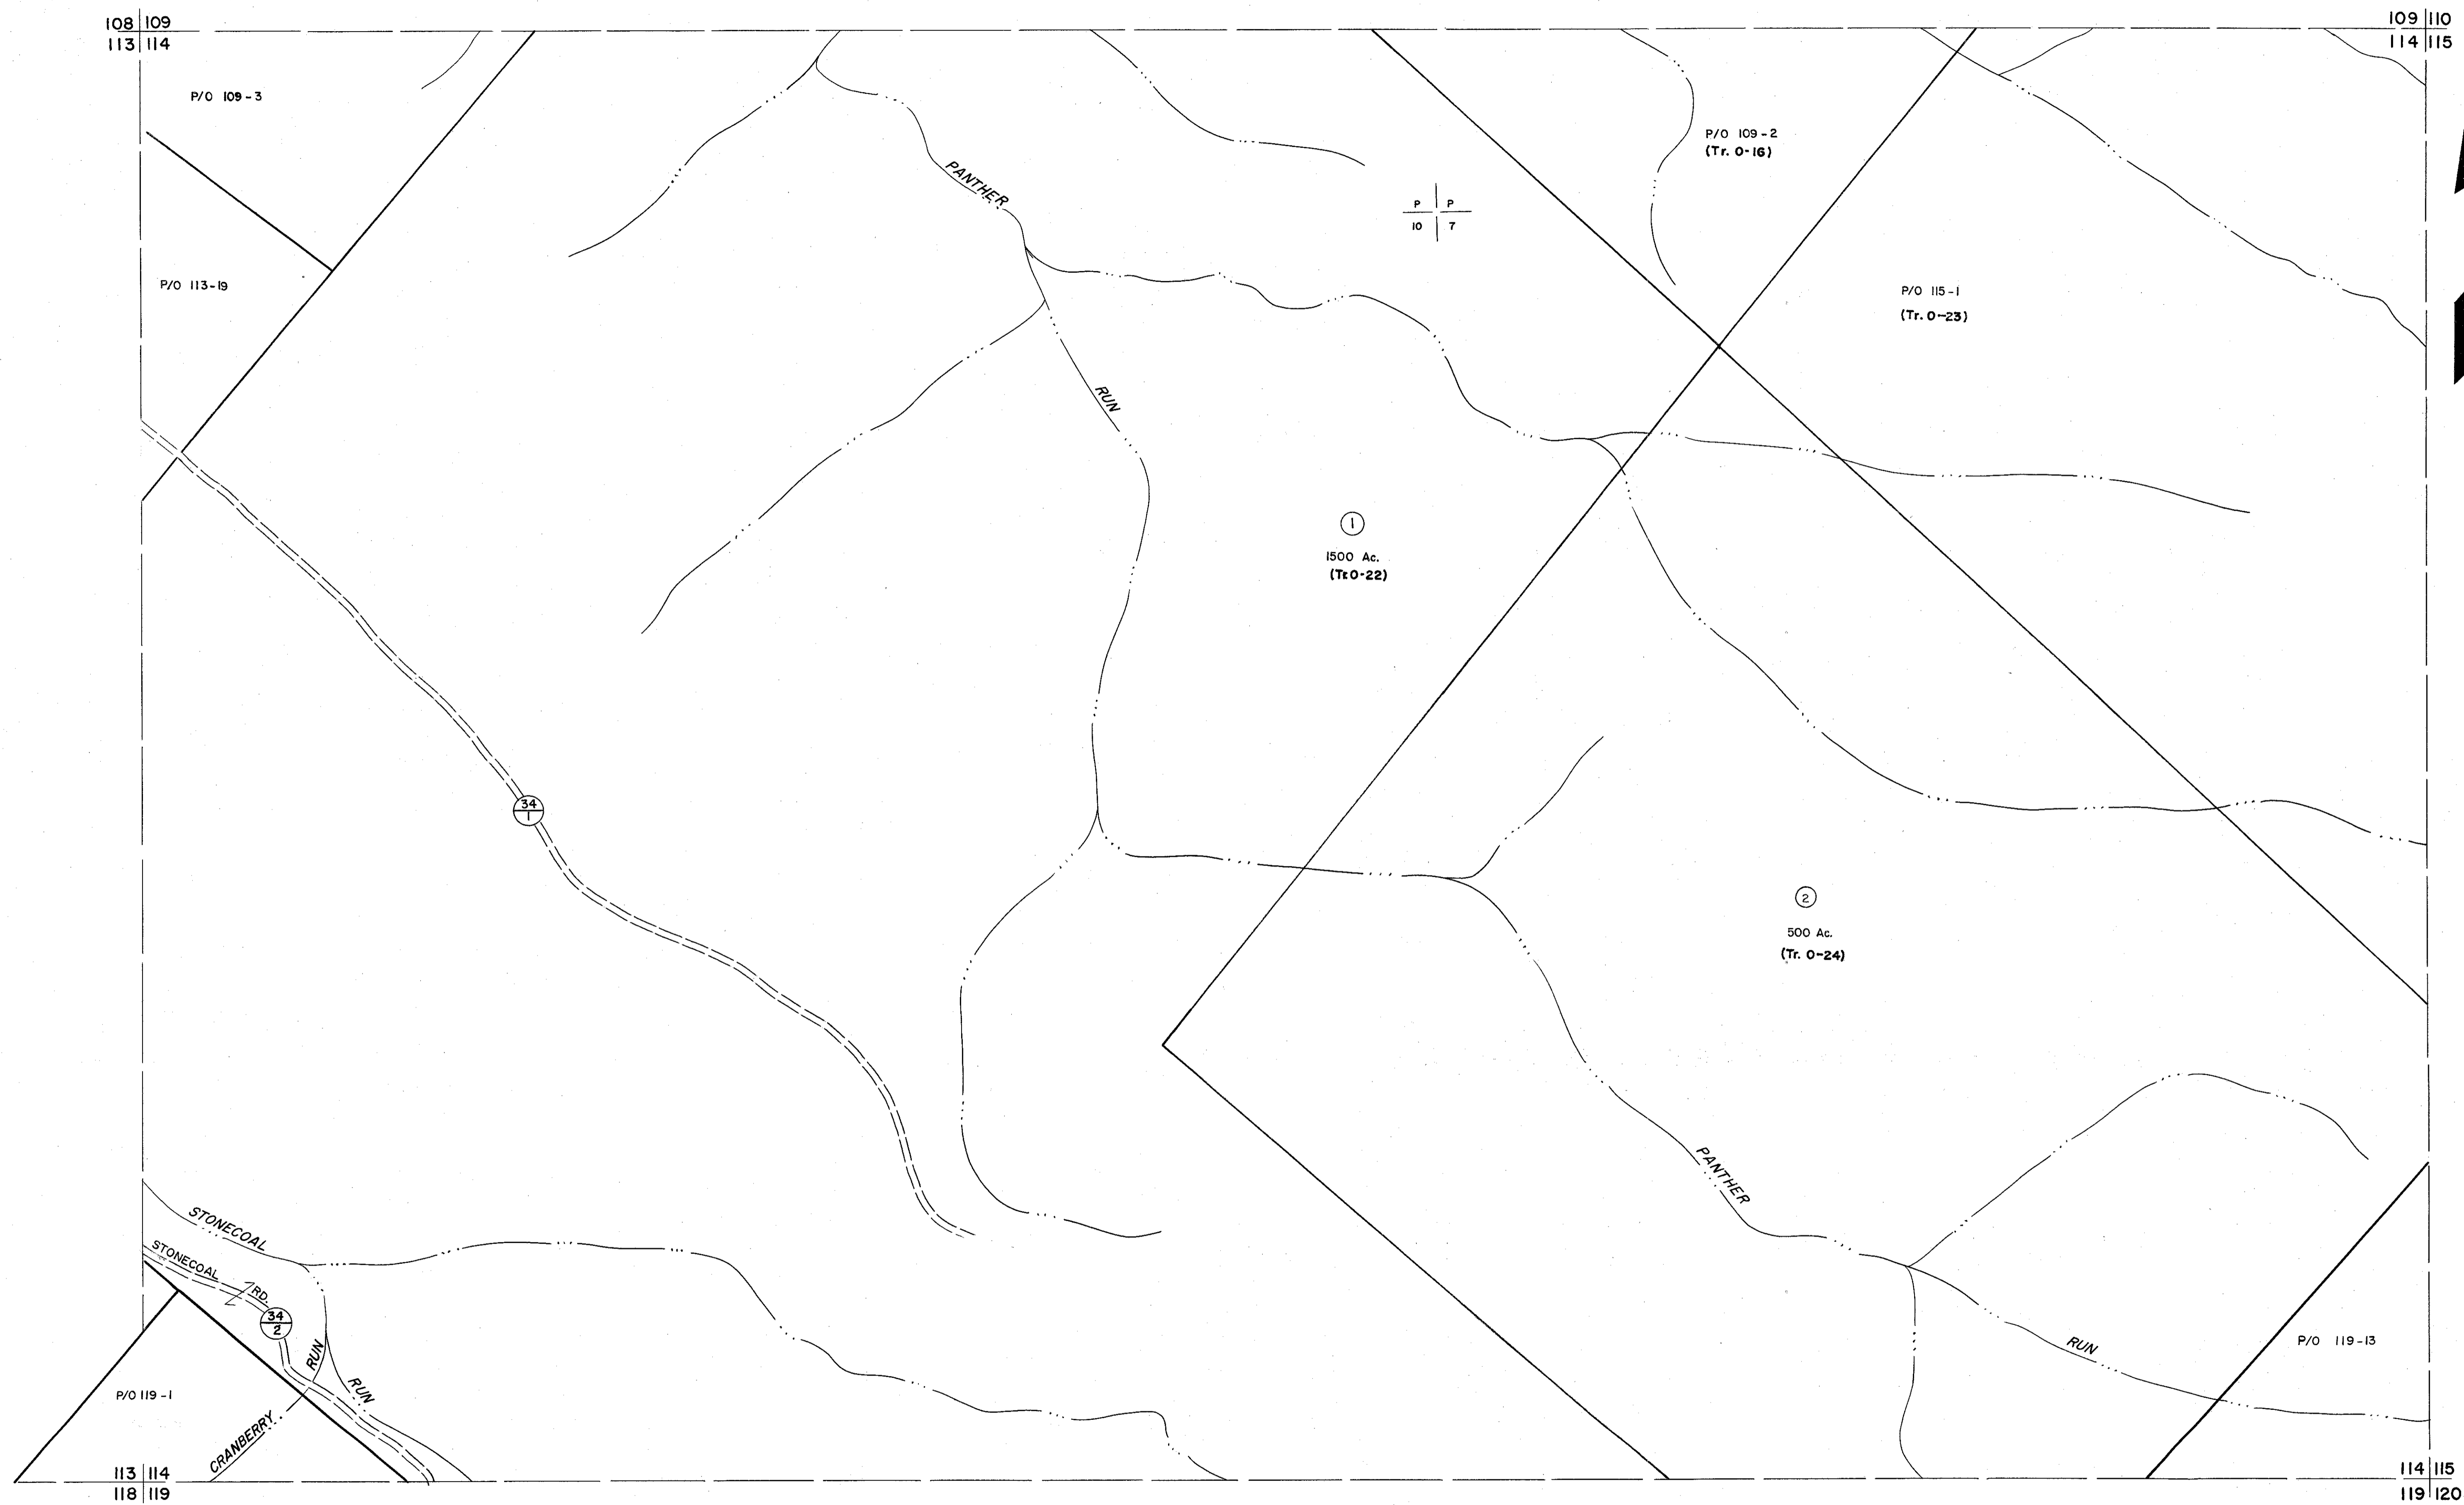 108 109
113 114
109 110
114 115
P/O 109-3
P/O 109-2
(Tr. 0-16)
PANTHER
P P
10 7
P/O 113-19
P/O 115-1
(Tr. 0-23)
RUN
1
1500 Ac.
(Tr. 0-22)
34
1
2
500 Ac.
(Tr. 0-24)
PANTHER
STONECOAL
STONECOAL
RD.
34
2
RUN
RUN
RUN
P/O 119-13
P/O 119-1
CRANBERRY
113 114
118 119
114 115
119 120